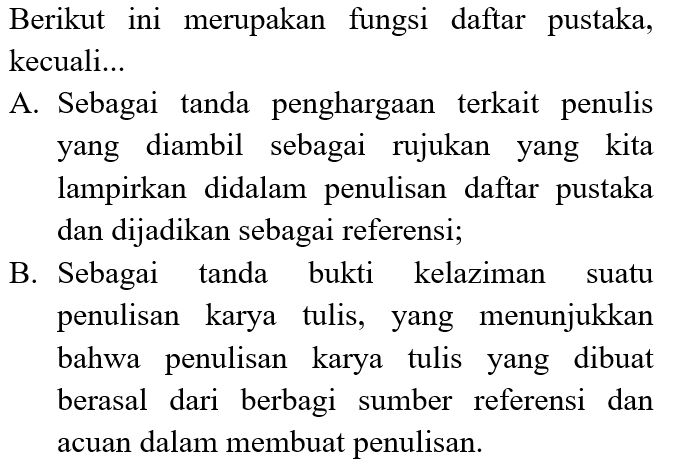 Berikut ini merupakan fungsi daftar pustaka,
kecuali...
A. Sebagai tanda penghargaan terkait penulis
yang diambil sebagai rujukan yang kita
lampirkan didalam penulisan daftar pustaka
dan dijadikan sebagai referensi;
B. Sebagai tanda bukti kelaziman suatu
penulisan karya tulis, yang menunjukkan
bahwa penulisan karya tulis yang dibuat
berasal dari berbagi sumber referensi dan
acuan dalam membuat penulisan.